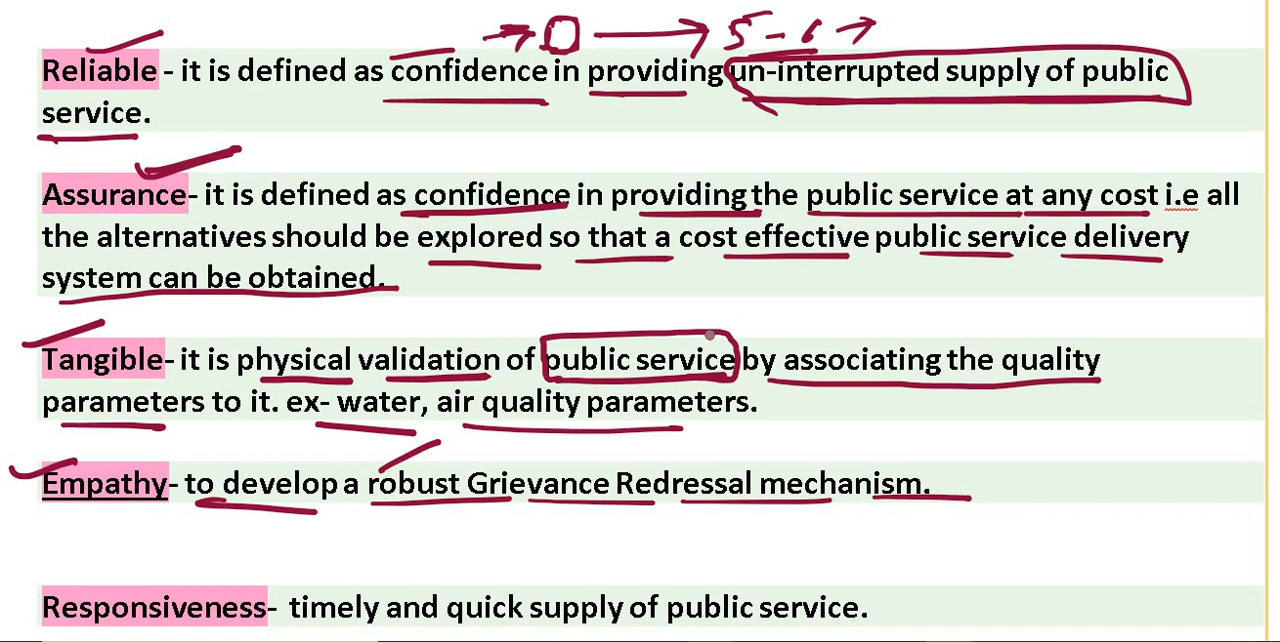 → 0 → 5 - 6 →
Reliable - it is defined as confidence in providing un-interrupted supply of public
service.
Assurance- it is defined as confidence in providing the public service at any cost i.e all
the alternatives should be explored so that a cost effective public service delivery
system can be obtained.
Tangible- it is physical validation of public service by associating the quality
parameters to it. ex- water, air quality parameters.
Empathy- to develop a robust Grievance Redressal mechanism.
Responsiveness- timely and quick supply of public service.